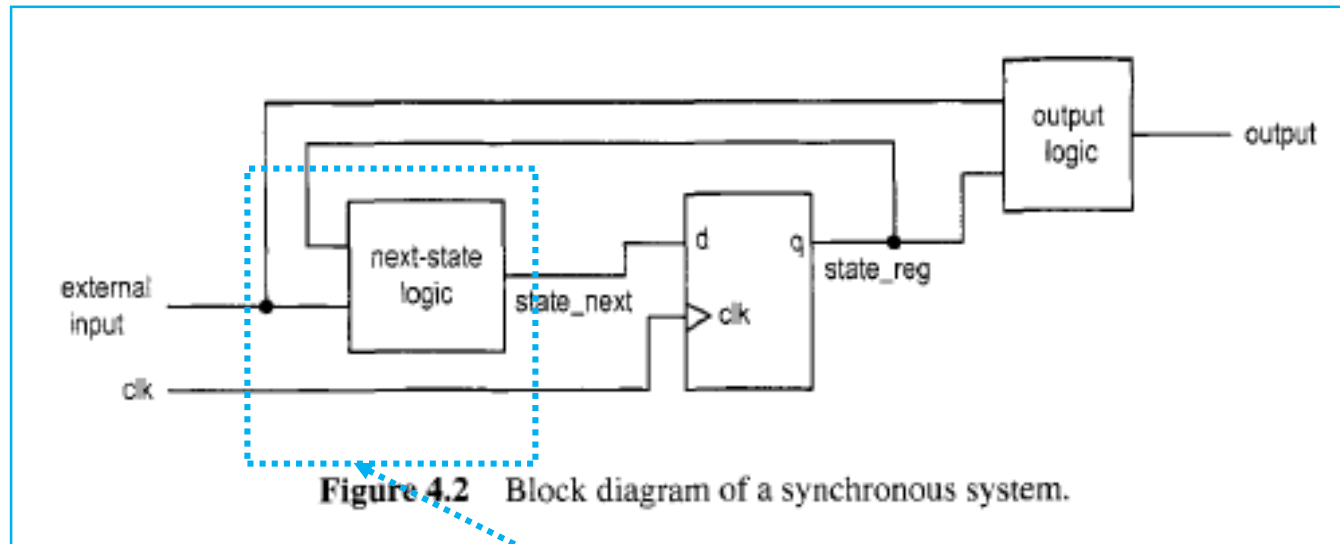 output
logic
output
next-state
logic
d
q
state_reg
external
input
state_next
clk
clk
Figure 4.2 Block diagram of a synchronous system.